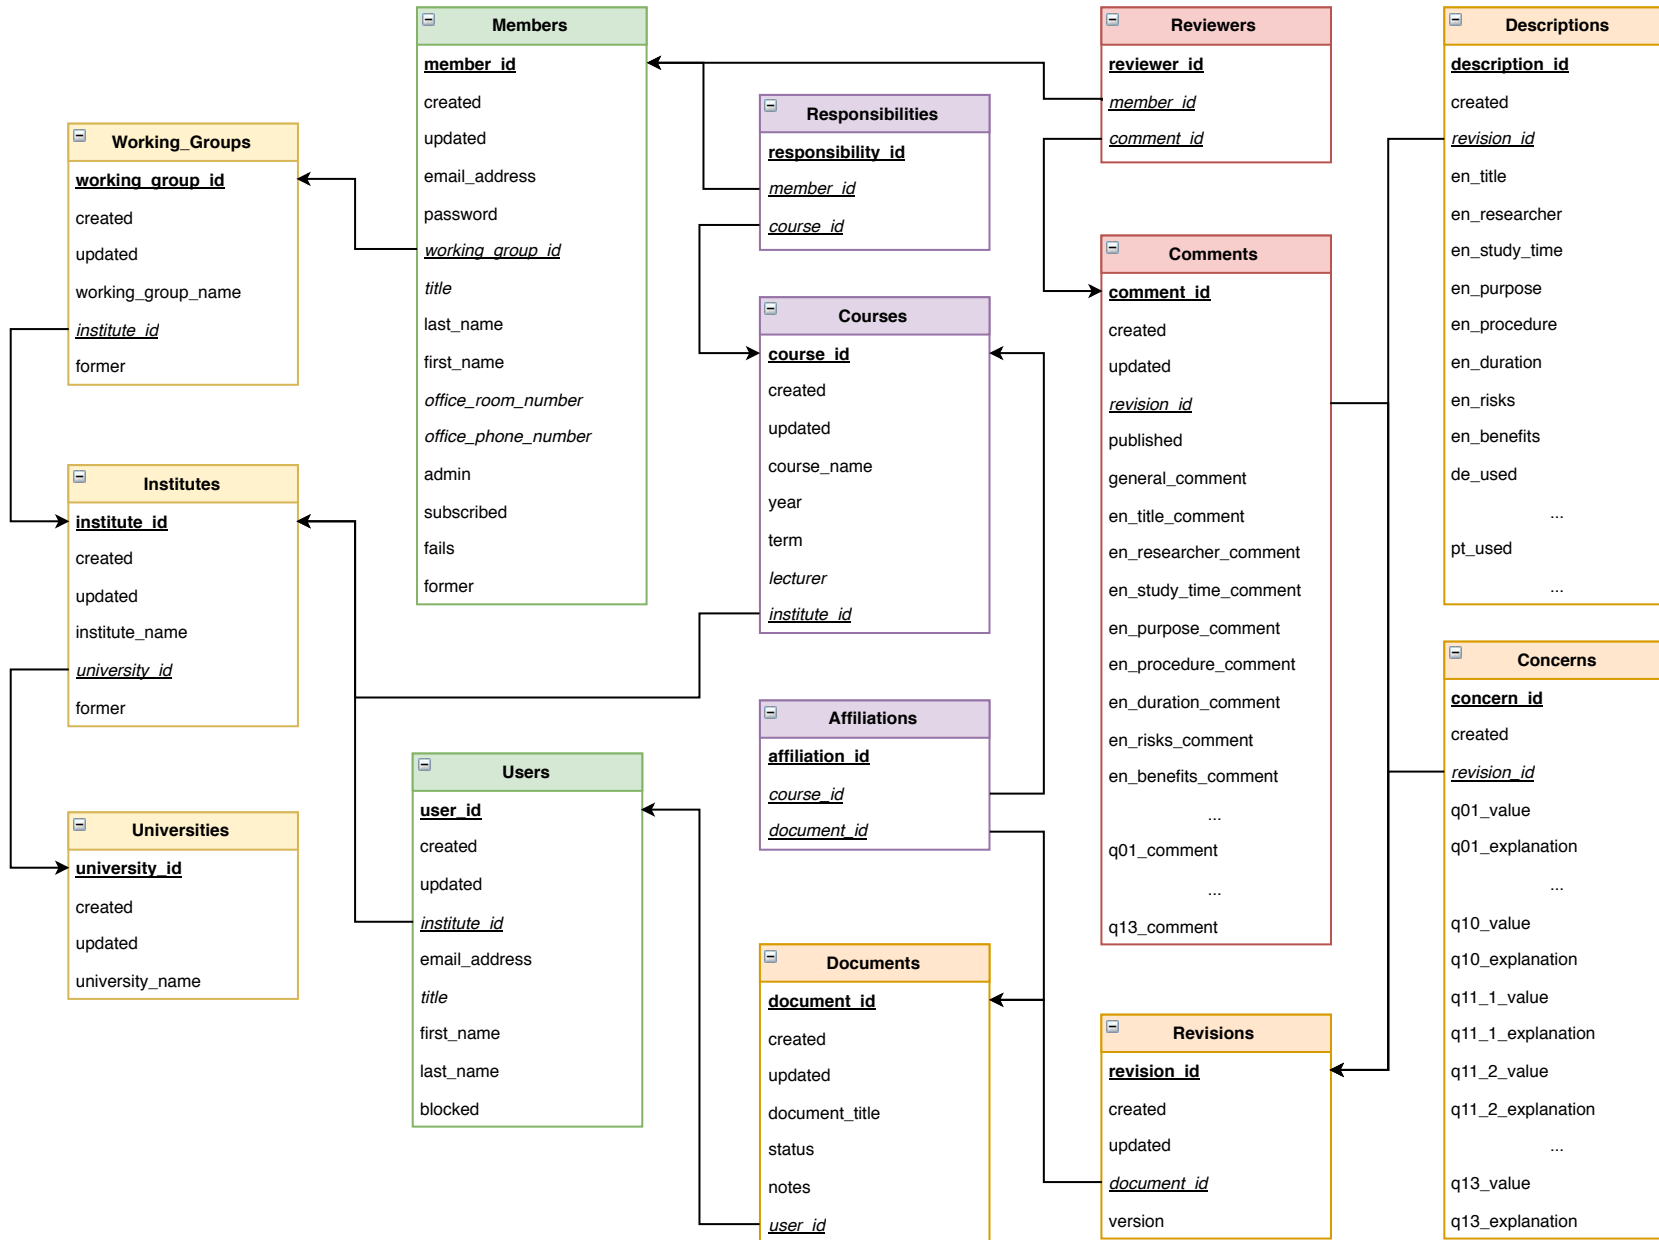 Working_Groups
working_group_id
created
updated
working_group_name
institute_id
former
Institutes
institute_id
created
updated
institute_name
university_id
former
Universities
university_id
created
updated
university_name
Members
member_id
created
updated
email_address
password
working_group_id
title
last_name
first_name
office_room_number
office_phone_number
admin
subscribed
fails
former
Users
user_id
created
updated
institute_id
email_address
title
first_name
last_name
blocked
Responsibilities
responsibility_id
member_id
course_id
Courses
course_id
created
updated
course_name
year
term
lecturer
institute_id
Affiliations
affiliation_id
course_id
document_id
Documents
document_id
created
updated
document_title
status
notes
user_id
Reviewers
reviewer_id
member_id
comment_id
Comments
comment_id
created
updated
revision_id
published
general_comment
en_title_comment
en_researcher_comment
en_study_time_comment
en_purpose_comment
en_procedure_comment
en_duration_comment
en_risks_comment
en_benefits_comment
...
q01_comment
...
q13_comment
Revisions
revision_id
created
updated
document_id
version
Descriptions
description_id
created
revision_id
en_title
en_researcher
en_study_time
en_purpose
en_procedure
en_duration
en_risks
en_benefits
de_used
...
pt_used
...
Concerns
concern_id
created
revision_id
q01_value
q01_explanation
...
q10_value
q10_explanation
q11_1_value
q11_1_explanation
q11_2_value
q11_2_explanation
...
q13_value
q13_explanation